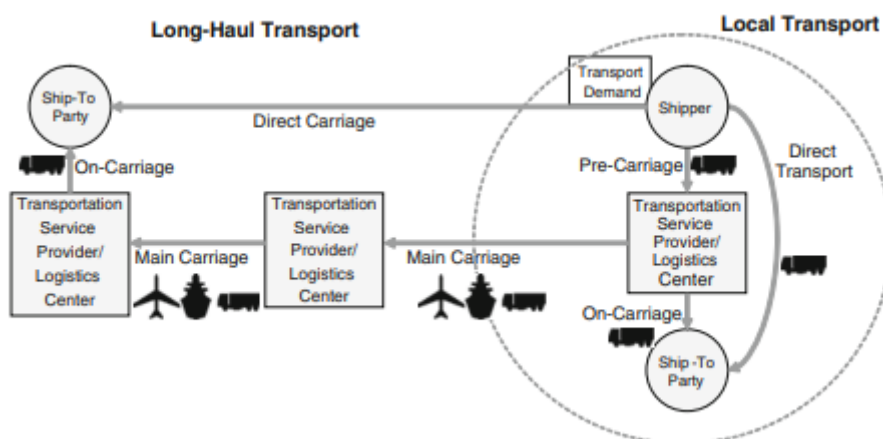 Long-Haul Transport
Local Transport
Transport
Demand
Ship-To
Party
Shipper
Direct Carriage
On-Carriage
Pre-Carriage
Direct
Transport
Transportation
Service
Provider/
Logistics
Center
Main Carriage
Transportation
Service
Provider/
Logistics
Center
Main Carriage
Transportation
Service
Provider/
Logistics
Center
On-Carriage
Ship -To
Party